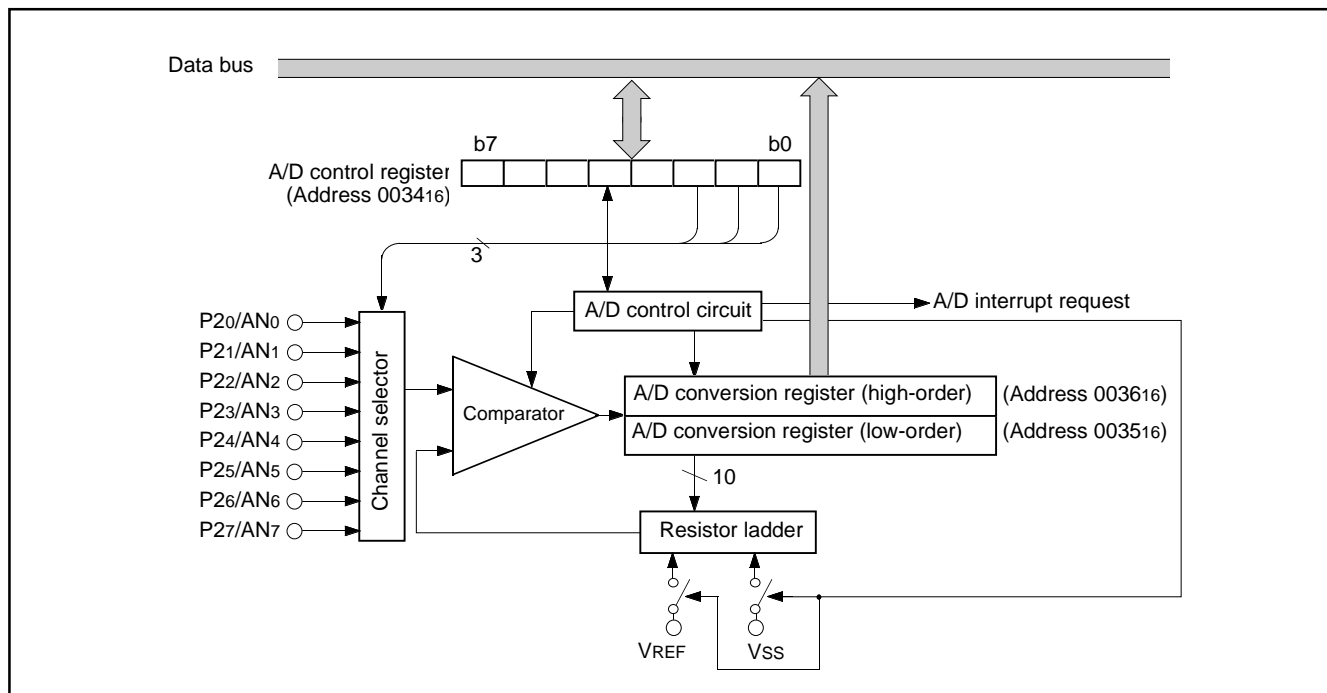 Data bus
b7 b0
A/D control register
(Address 003416)
3
A/D control circuit
A/D interrupt request
P20/AN0
P21/AN1
P22/AN2
P23/AN3
P24/AN4
P25/AN5
P26/AN6
P27/AN7
Channel selector
Comparator
A/D conversion register (high-order) (Address 003616)
A/D conversion register (low-order) (Address 003516)
10
Resistor ladder
VREF VSS